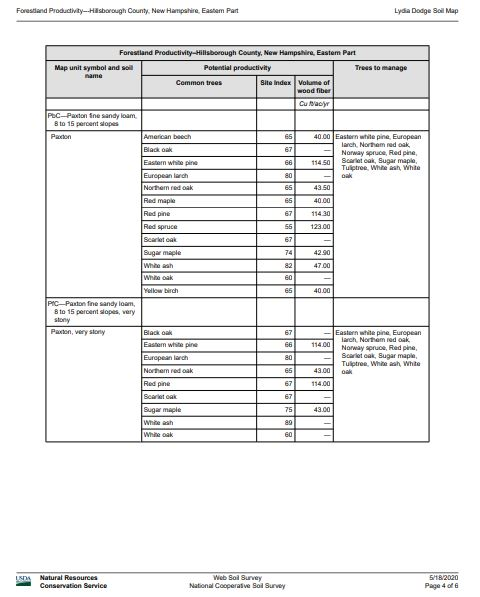 Forestland Productivity---Hillsborough County, New Hampshire, Eastern Part Lydia Dodge Soil Map
Forestland Productivity–Hillsborough County, New Hampshire, Eastern Part
Map unit symbol and soil name Potential productivity Trees to manage
Common trees Site Index Volume of wood fiber
Cu ft/ac/yr
PbC—Paxton fine sandy loam,
8 to 15 percent slopes
Paxton American beech 65 40.00 Eastern white pine, European
larch, Northern red oak,
Norway spruce, Red pine,
Scarlet oak, Sugar maple,
Tuliptree, White ash, White
oak
Black oak 67 —
Eastern white pine 66 114.50
European larch 80 —
Northern red oak 65 43.50
Red maple 65 40.00
Red pine 67 114.30
Red spruce 55 123.00
Scarlet oak 67 —
Sugar maple 74 42.90
White ash 82 47.00
White oak 60 —
Yellow birch 65 40.00
PfC—Paxton fine sandy loam,
8 to 15 percent slopes, very
stony
Paxton, very stony Black oak 67 — Eastern white pine, European
larch, Northern red oak,
Norway spruce, Red pine,
Scarlet oak, Sugar maple,
Tuliptree, White ash, White
oak
Eastern white pine 66 114.00
European larch 80 —
Northern red oak 65 43.00
Red pine 67 114.00
Scarlet oak 67 —
Sugar maple 75 43.00
White ash 89 —
White oak 60 —
USDA Natural Resources Web Soil Survey 5/18/2020
Conservation Service National Cooperative Soil Survey Page 4 of 6